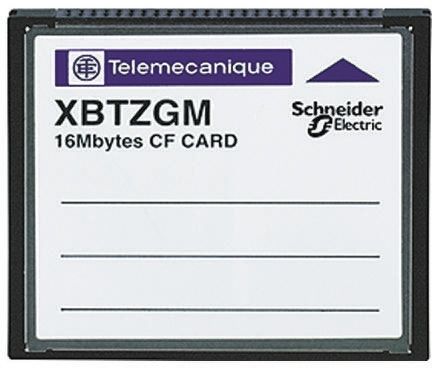 Telemecanique
XBTZGM
Schneider
Electric
16Mbytes CF CARD